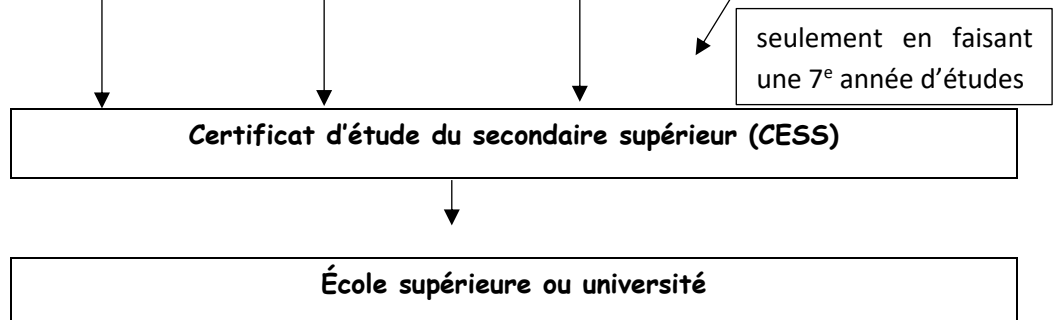 seulement en faisant
une 7e année d’études
Certificat d’étude du secondaire supérieur (CESS)
École supérieure ou université